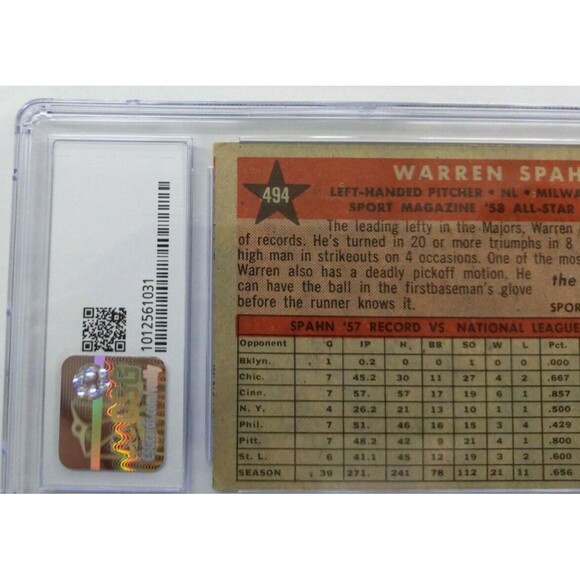 1012561031
494
WARREN SPAH
LEFT-HANDED PITCHER • NL • MILWA
SPORT MAGAZINE '58 ALL-STAR
The leading lefty in the Majors, Warren
of records. He's turned in 20 or more triumphs in 8
high man in strikeouts on 4 occasions. One of the mos
Warren also has a deadly pickoff motion. He
can have the ball in the firstbaseman's glove
before the runner knows it.
the
SPOR
SPAHN '57 RECORD VS. NATIONAL LEAGUE
Opponent G IP H. BB SO W L Pct.
Bklyn. 1 0.2 0 0 1 0 0 .000
Chic. 7 45.2 30 11 27 4 2 .667
Cinn. 7 57. 57 17 19 6 1 .857
N. Y. 4 26.2 21 13 10 1 1 .500
Phil. 7 51. 46 16 15 3 4 .429
Pitt. 7 48.2 42 9 28 4 2 .667
St. L. 6 41.1 45 12 12 3 .600
SEASON 39 271. 241 78 112 21 11 .656